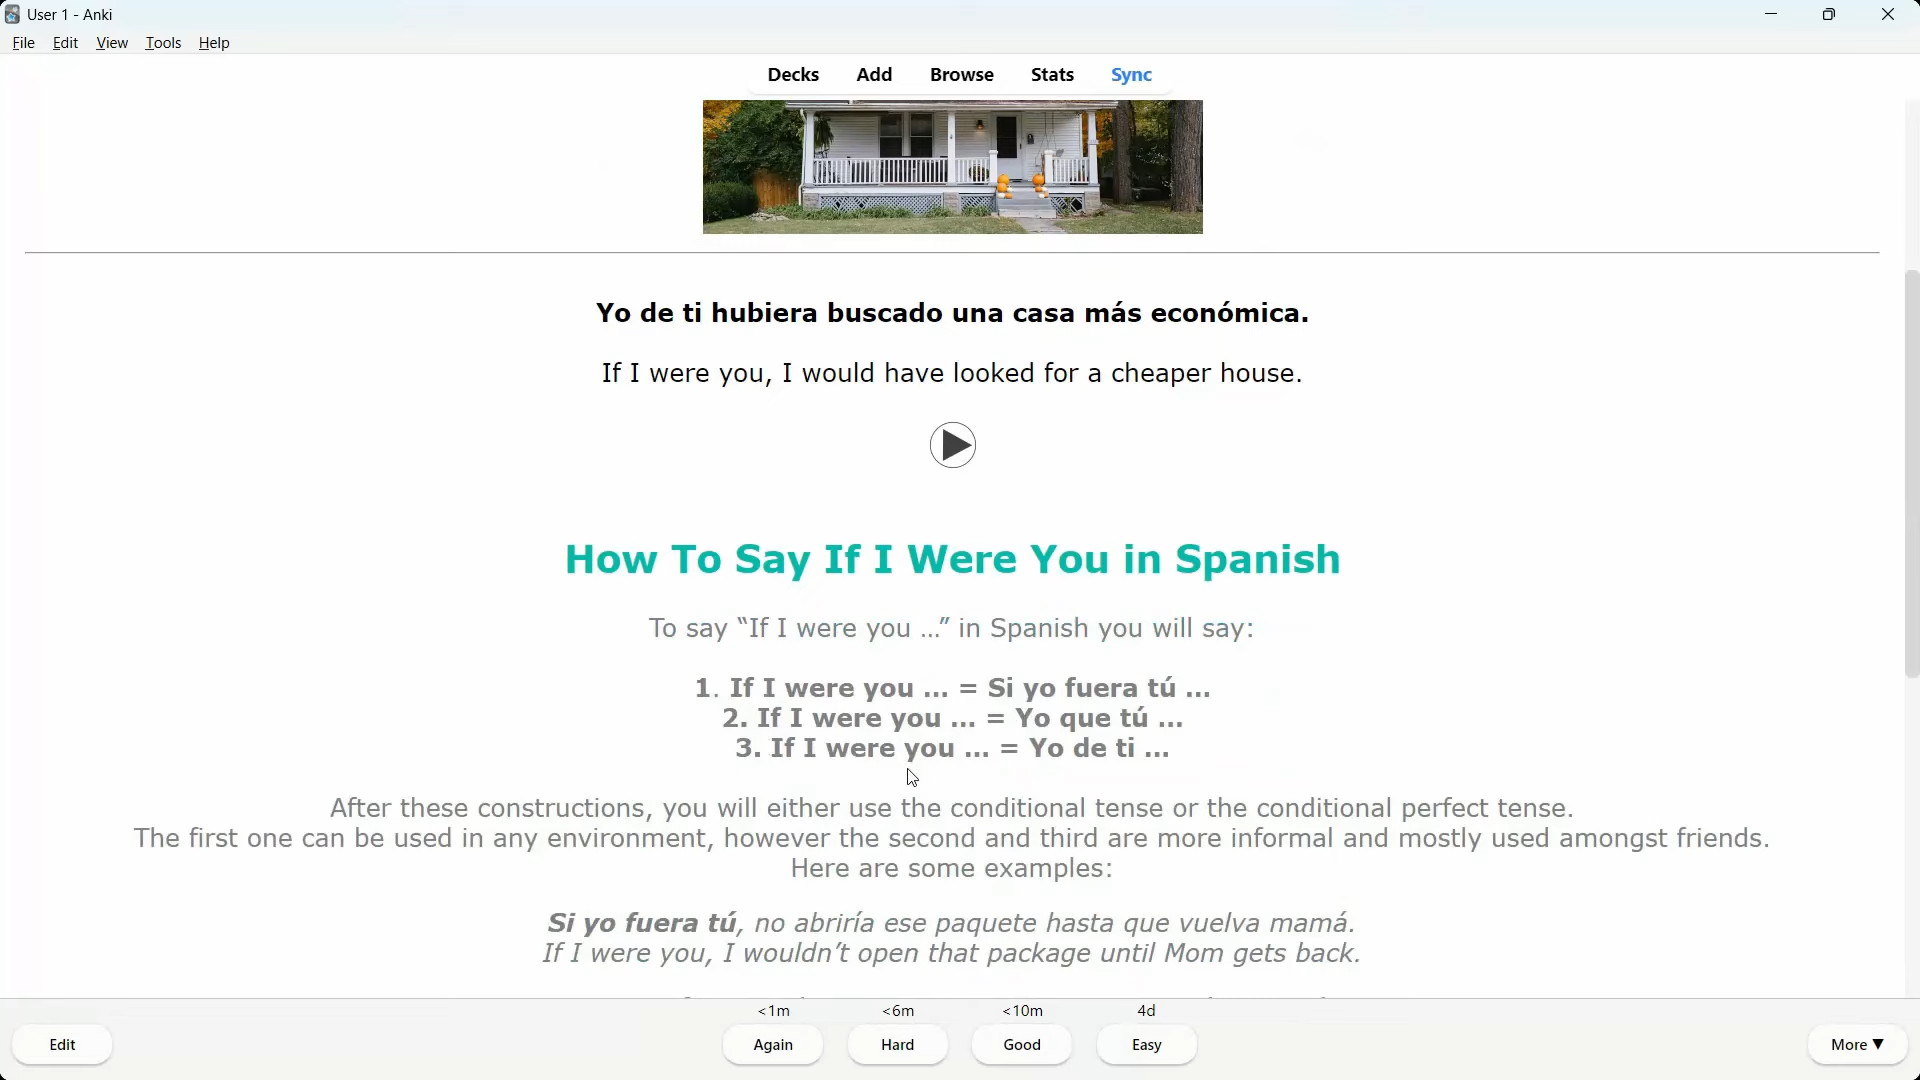 User 1 - Anki
File Edit View Tools Help
Decks Add Browse Stats Sync
Yo de ti hubiera buscado una casa más económica.
If I were you, I would have looked for a cheaper house.
How To Say If I Were You in Spanish
To say “If I were you …” in Spanish you will say:
1. If I were you … = Si yo fuera tú …
2. If I were you … = Yo que tú …
3. If I were you … = Yo de ti …
After these constructions, you will either use the conditional tense or the conditional perfect tense.
The first one can be used in any environment, however the second and third are more informal and mostly used amongst friends.
Here are some examples:
Si yo fuera tú, no abriría ese paquete hasta que vuelva mamá.
If I were you, I wouldn’t open that package until Mom gets back.
<1m <6m <10m 4d
Edit Again Hard Good Easy More ▼